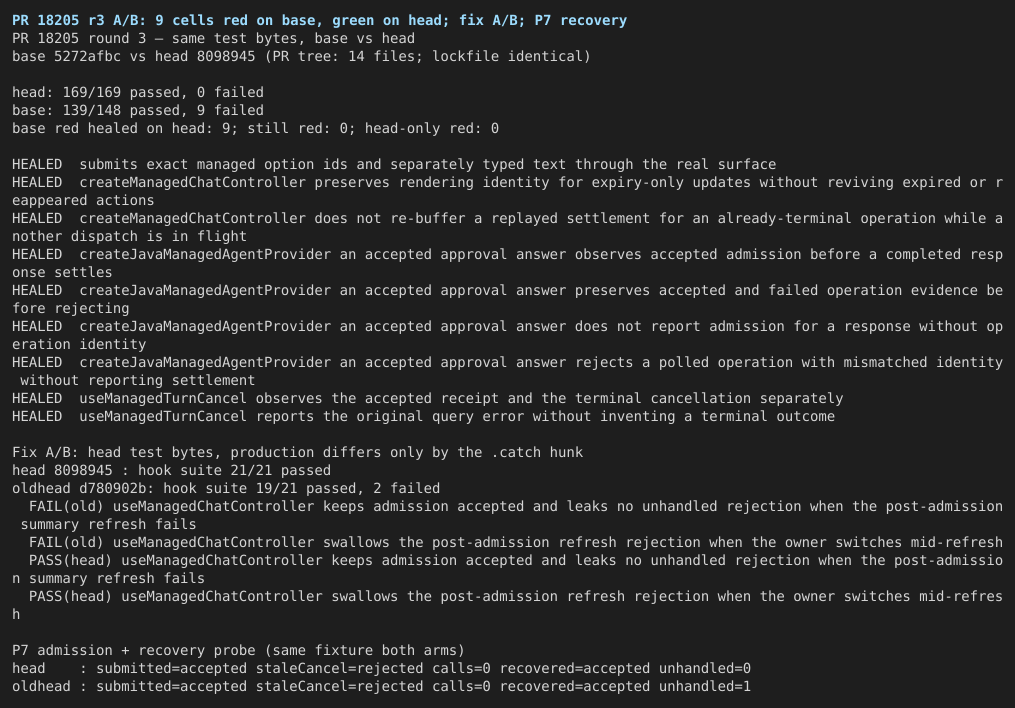 PR 18205 r3 A/B: 9 cells red on base, green on head; fix A/B; P7 recovery
PR 18205 round 3 — same test bytes, base vs head
base 5272afbc vs head 8098945 (PR tree: 14 files; lockfile identical)
head: 169/169 passed, 0 failed
base: 139/148 passed, 9 failed
base red healed on head: 9; still red: 0; head-only red: 0
HEALED  submits exact managed option ids and separately typed text through the real surface
HEALED  createManagedChatController preserves rendering identity for expiry-only updates without reviving expired or r
eappeared actions
HEALED  createManagedChatController does not re-buffer a replayed settlement for an already-terminal operation while a
nother dispatch is in flight
HEALED  createJavaManagedAgentProvider an accepted approval answer observes accepted admission before a completed resp
onse settles
HEALED  createJavaManagedAgentProvider an accepted approval answer preserves accepted and failed operation evidence be
fore rejecting
HEALED  createJavaManagedAgentProvider an accepted approval answer does not report admission for a response without op
eration identity
HEALED  createJavaManagedAgentProvider an accepted approval answer rejects a polled operation with mismatched identity
 without reporting settlement
HEALED  useManagedTurnCancel observes the accepted receipt and the terminal cancellation separately
HEALED  useManagedTurnCancel reports the original query error without inventing a terminal outcome
Fix A/B: head test bytes, production differs only by the .catch hunk
head 8098945 : hook suite 21/21 passed
oldhead d780902b: hook suite 19/21 passed, 2 failed
  FAIL(old) useManagedChatController keeps admission accepted and leaks no unhandled rejection when the post-admission
 summary refresh fails
  FAIL(old) useManagedChatController swallows the post-admission refresh rejection when the owner switches mid-refresh
  PASS(head) useManagedChatController keeps admission accepted and leaks no unhandled rejection when the post-admissio
n summary refresh fails
  PASS(head) useManagedChatController swallows the post-admission refresh rejection when the owner switches mid-refres
h
P7 admission + recovery probe (same fixture both arms)
head    : submitted=accepted staleCancel=rejected calls=0 recovered=accepted unhandled=0
oldhead : submitted=accepted staleCancel=rejected calls=0 recovered=accepted unhandled=1